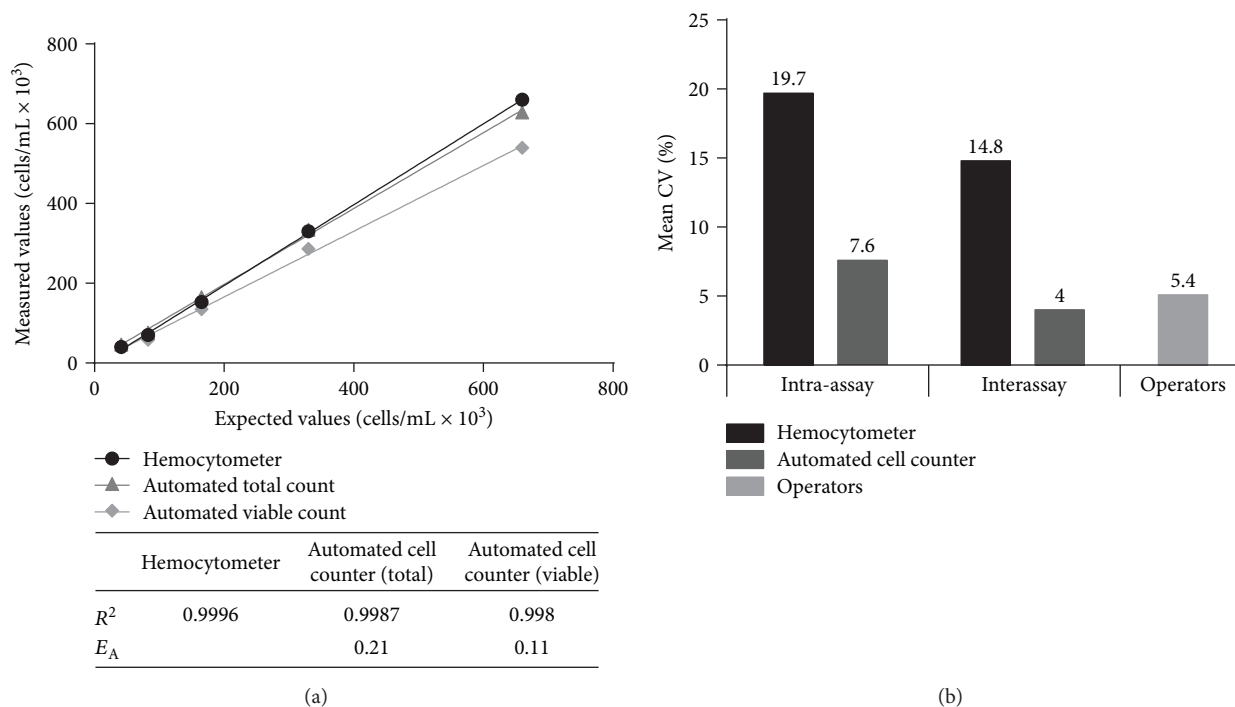 Measured values (cells/mL × 10³)
800
600
400
200
0
0 200 400 600 800
Expected values (cells/mL × 10³)
Hemocytometer
Automated total count
Automated viable count
Hemocytometer Automated cell counter (total) Automated cell counter (viable)
R² 0.9996 0.9987 0.998
E_A 0.21 0.11
(a)
Mean CV (%)
25
20
15
10
5
0
19.7
7.6
14.8
4
5.4
Intra-assay Interassay Operators
Hemocytometer
Automated cell counter
Operators
(b)